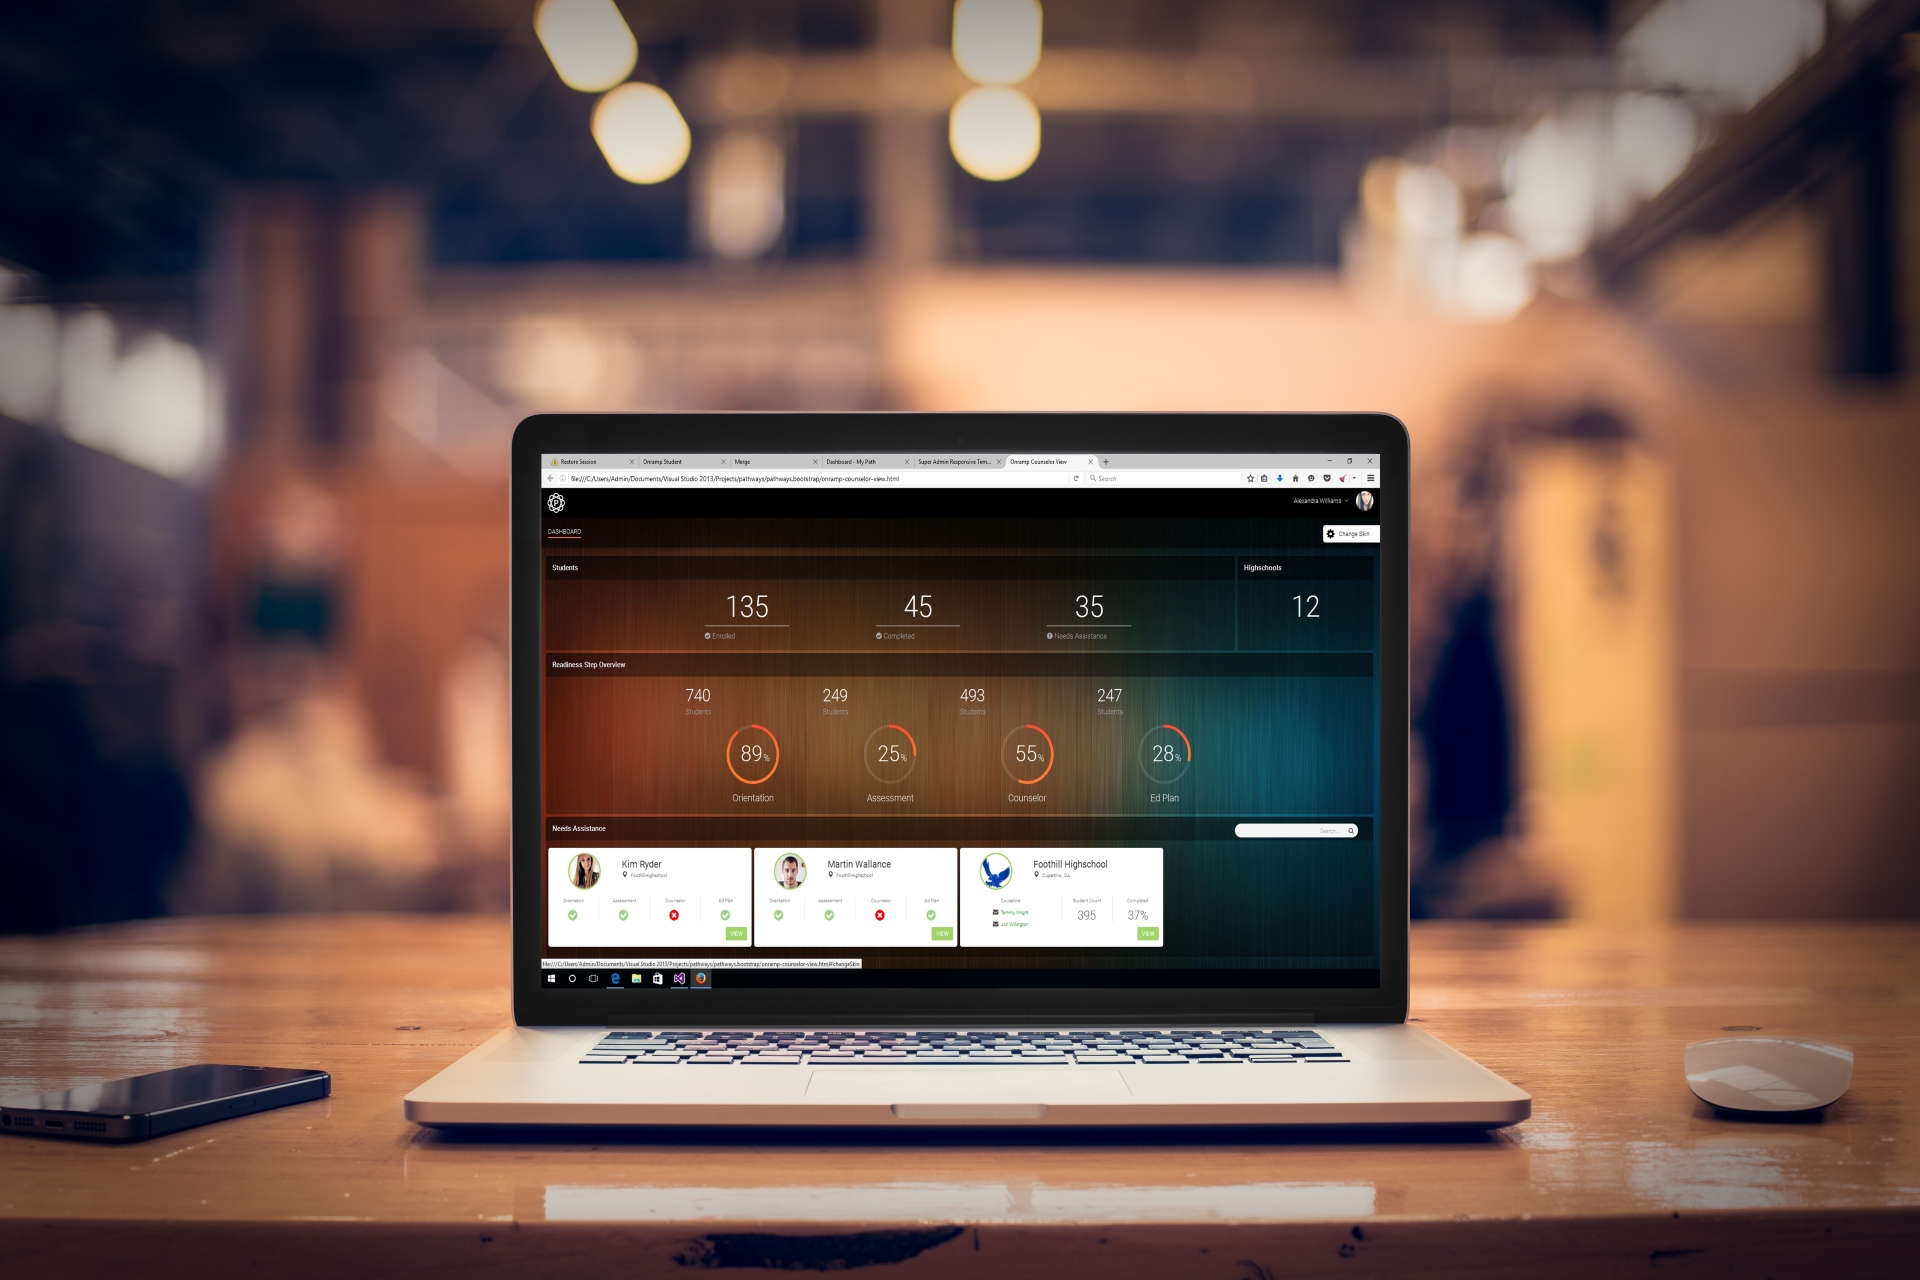 Restore Session
Onramp Student
Merge
Dashboard - My Path
Super Admin Responsive Tem...
Onramp Counselor View
file:///C:/Users/Admin/Documents/Visual Studio 2013/Projects/pathways/pathways.bootstrap/onramp-counselor-view.html
Search
P
Alexandra Williams
DASHBOARD
Change Skin
Students
Highschools
135
45
35
12
Enrolled
Completed
Needs Assistance
Readiness Step Overview
740
249
493
247
Students
Students
Students
Students
89%
25%
55%
28%
Orientation
Assessment
Counselor
Ed Plan
Needs Assistance
Search...
Kim Ryder
FoothillHighschool
Orientation
Assessment
Counselor
Ed Plan
VIEW
Martin Wallance
FoothillHighschool
Orientation
Assessment
Counselor
Ed Plan
VIEW
Foothill Highschool
Cupertino, CA
Counselors
Student Count
Completed
Tammy Wright
Jon Willington
395
37%
VIEW
file:///C:/Users/Admin/Documents/Visual Studio 2013/Projects/pathways/pathways.bootstrap/onramp-counselor-view.html#changeSkin